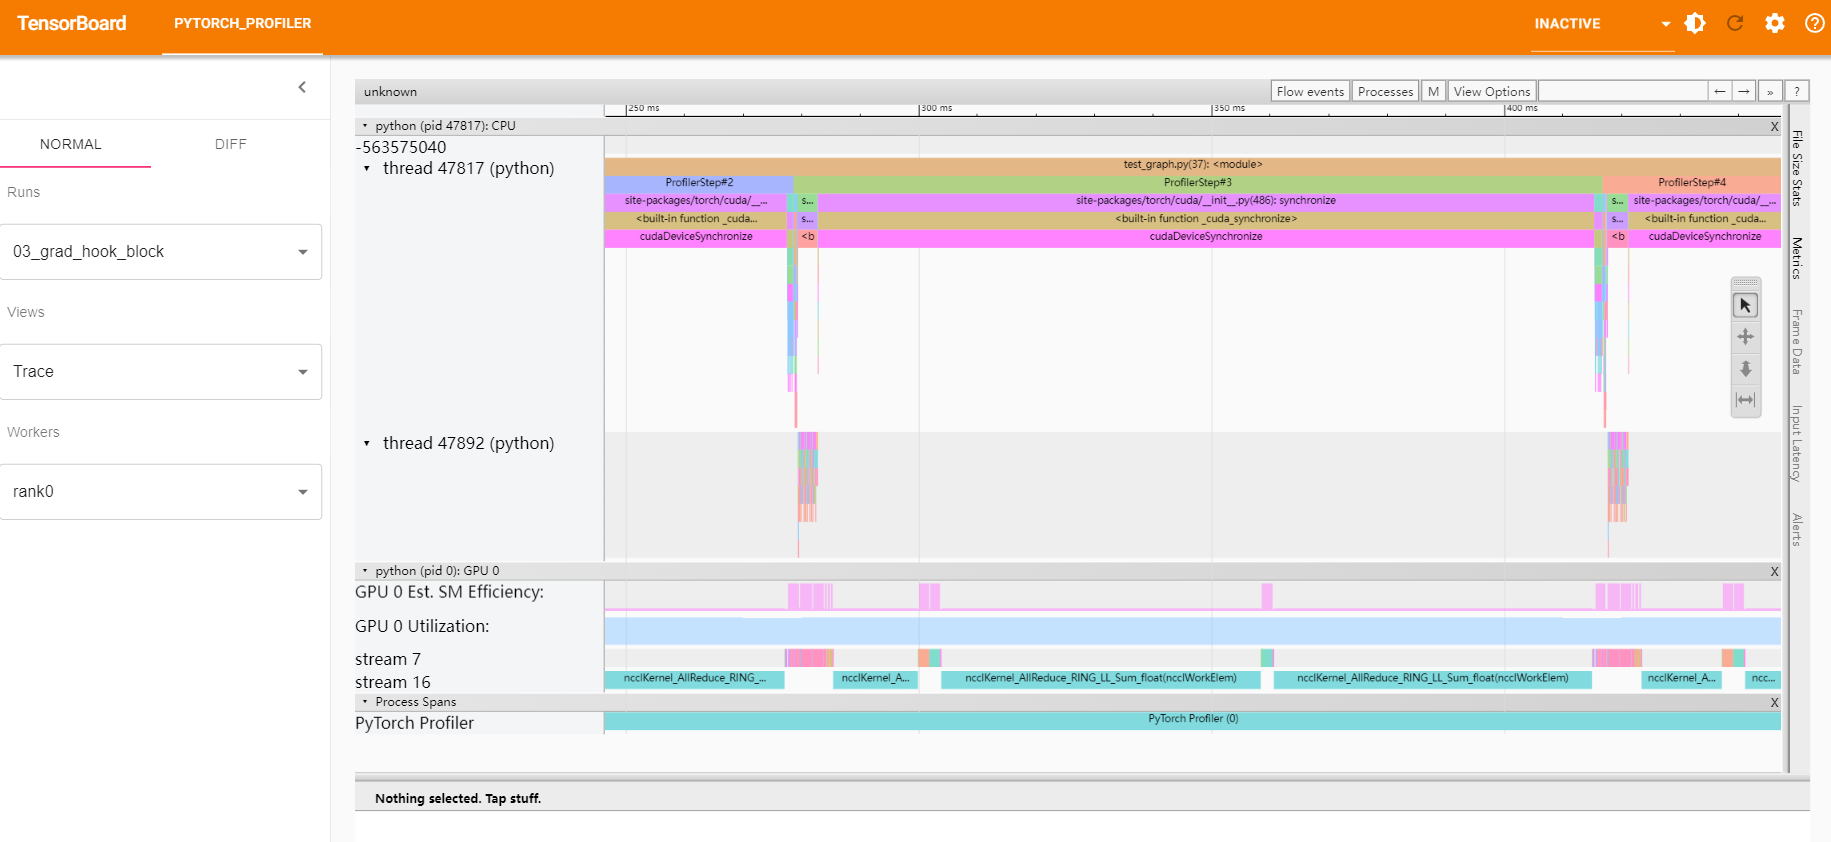 TensorBoard PYTORCH_PROFILER INACTIVE
unknown Flow events Processes M View Options ← → » ?
250 ms 300 ms 350 ms 400 ms
python (pid 47817): CPU X
-563575040
thread 47817 (python)
test_graph.py(37): <module>
ProfilerStep#2 ProfilerStep#3 ProfilerStep#4
site-packages/torch/cuda/__... s... site-packages/torch/cuda/__init__.py(486): synchronize s... site-packages/torch/cuda/__...
<built-in function _cuda... s... <built-in function _cuda_synchronize> s... <built-in function _cuda...
cudaDeviceSynchronize <b cudaDeviceSynchronize <b cudaDeviceSynchronize
thread 47892 (python)
python (pid 0): GPU 0 X
GPU 0 Est. SM Efficiency:
GPU 0 Utilization:
stream 7
stream 16
ncclKernel_AllReduce_RING_... ncclKernel_A... ncclKernel_AllReduce_RING_LL_Sum_float(ncclWorkElem) ncclKernel_AllReduce_RING_LL_Sum_float(ncclWorkElem) ncclKernel_A... ncc...
Process Spans X
PyTorch Profiler
PyTorch Profiler (0)
Nothing selected. Tap stuff.
NORMAL DIFF
Runs
03_grad_hook_block
Views
Trace
Workers
rank0
File Size Stats
Metrics
Frame Data
Input Latency
Alerts